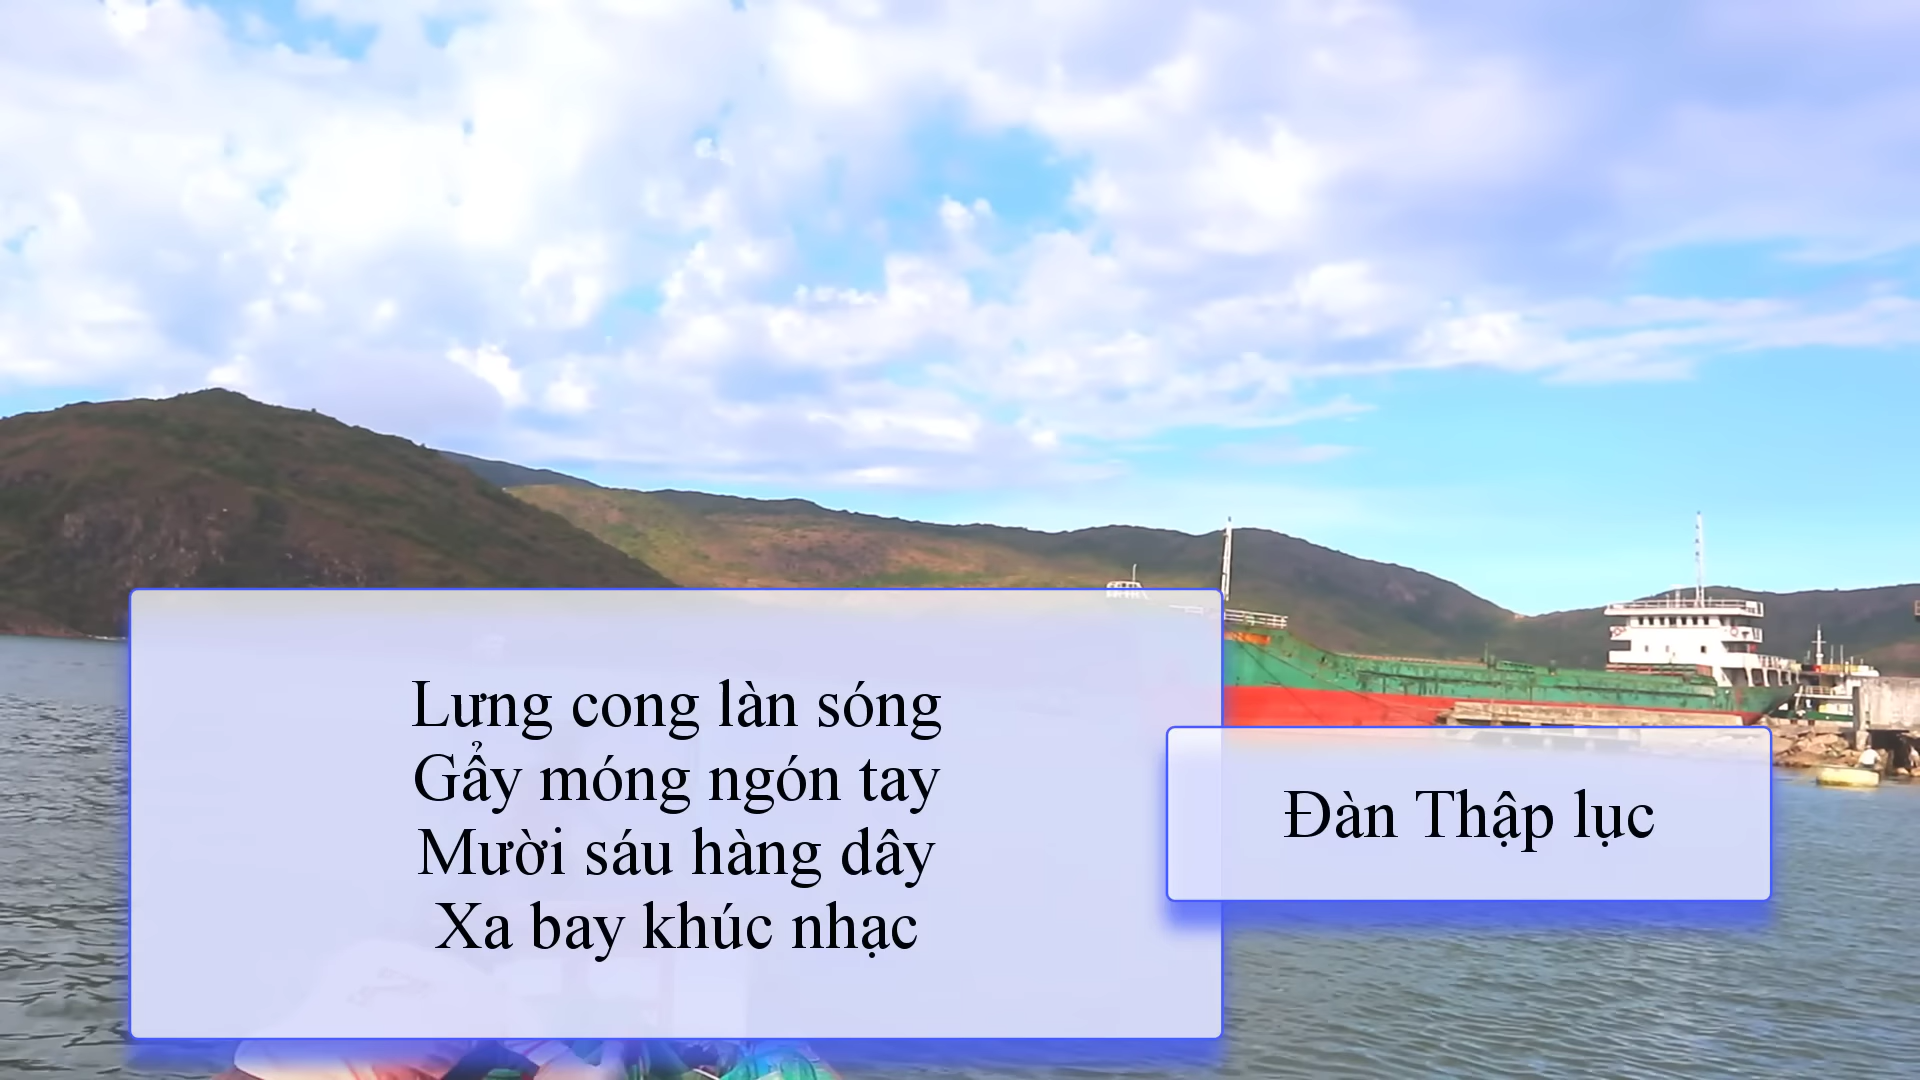 Lưng cong làn sóng
Gẩy móng ngón tay
Mười sáu hàng dây
Xa bay khúc nhạc
Đàn Thập lục